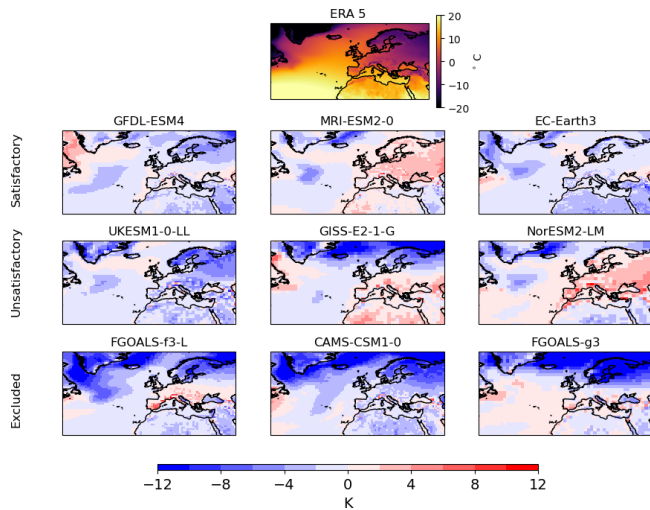 ERA 5
20
10
0
−10
−20
° C
GFDL-ESM4 MRI-ESM2-0 EC-Earth3
Satisfactory
UKESM1-0-LL GISS-E2-1-G NorESM2-LM
Unsatisfactory
FGOALS-f3-L CAMS-CSM1-0 FGOALS-g3
Excluded
−12 −8 −4 0 4 8 12
K